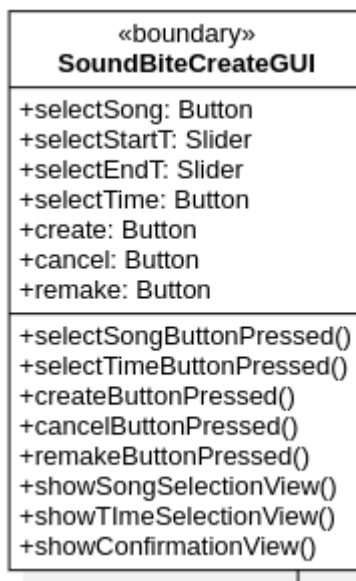 «boundary»
SoundBiteCreateGUI
+selectSong: Button
+selectStartT: Slider
+selectEndT: Slider
+selectTime: Button
+create: Button
+cancel: Button
+remake: Button
+selectSongButtonPressed()
+selectTimeButtonPressed()
+createButtonPressed()
+cancelButtonPressed()
+remakeButtonPressed()
+showSongSelectionView()
+showTImeSelectionView()
+showConfirmationView()